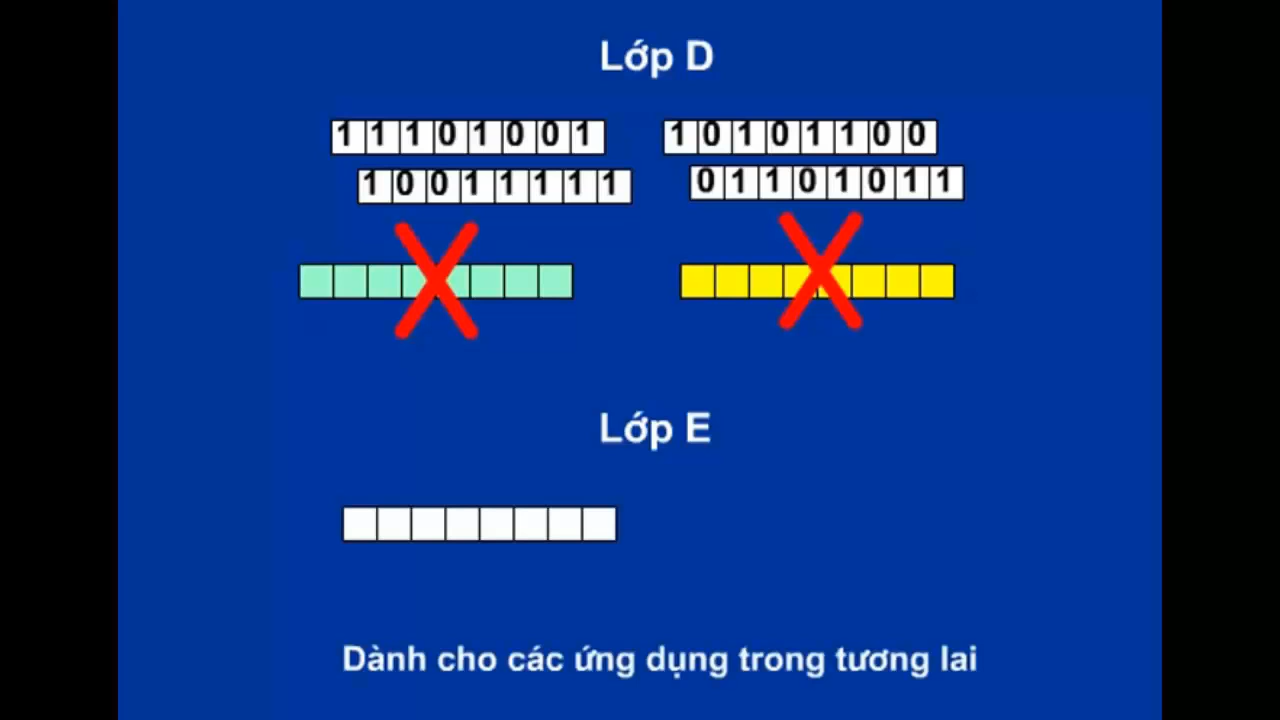 Lớp D
11101001 10101100
10011111 01101011
Lớp E
Dành cho các ứng dụng trong tương lai